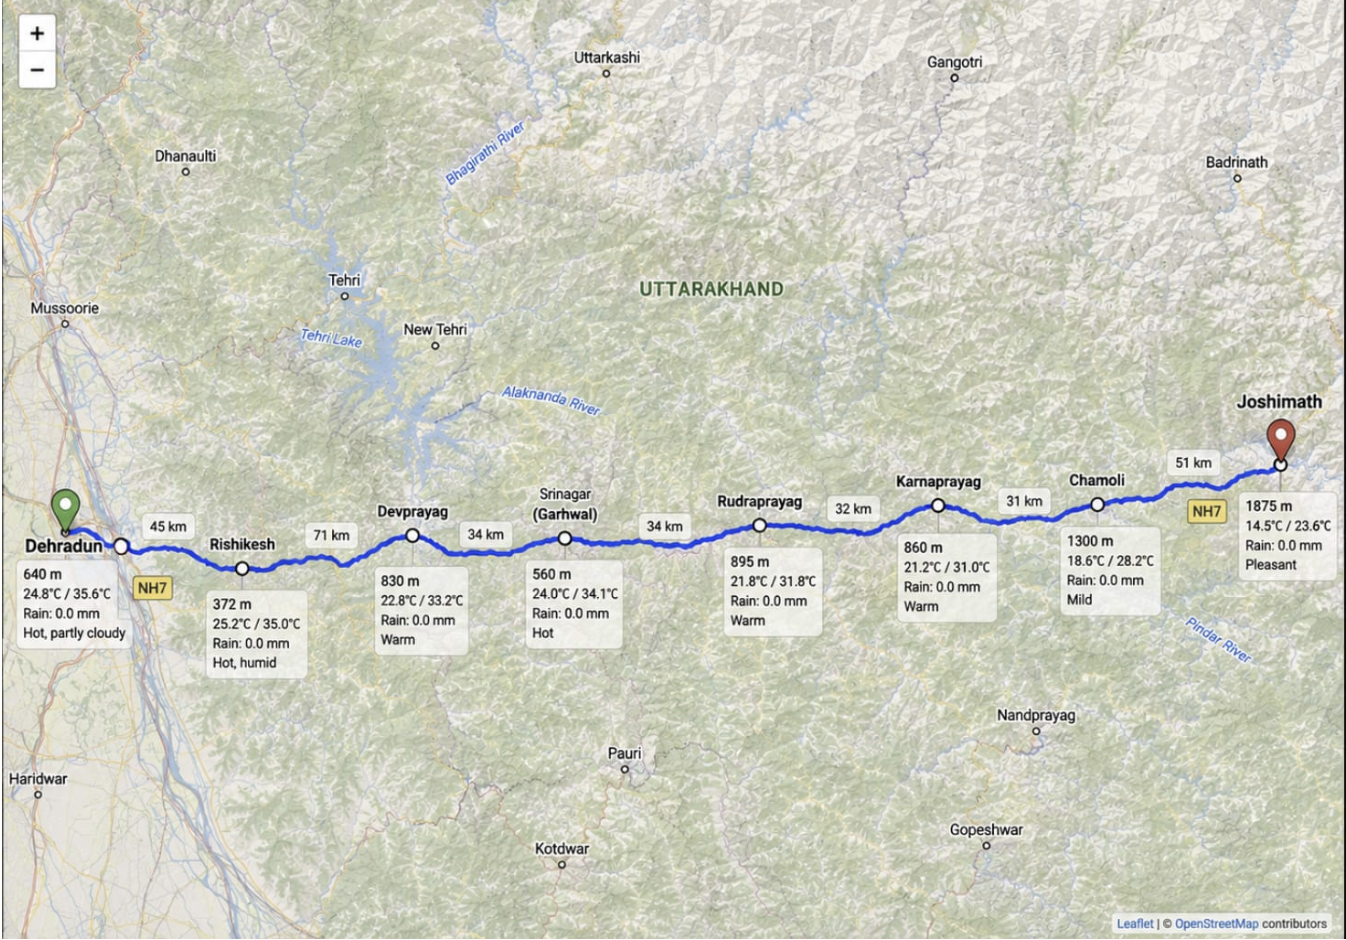 +
−
Uttarkashi
Gangotri
Bhagirathi River
Dhanaulti
Badrinath
Tehri
UTTARAKHAND
Mussoorie
Tehri Lake
New Tehri
Alaknanda River
Joshimath
51 km
NH7
1875 m
14.5°C / 23.6°C
Rain: 0.0 mm
Pleasant
Dehradun
640 m
24.8°C / 35.6°C
Rain: 0.0 mm
Hot, partly cloudy
45 km
NH7
Rishikesh
372 m
25.2°C / 35.0°C
Rain: 0.0 mm
Hot, humid
71 km
Devprayag
830 m
22.8°C / 33.2°C
Rain: 0.0 mm
Warm
34 km
Srinagar
(Garhwal)
560 m
24.0°C / 34.1°C
Rain: 0.0 mm
Hot
34 km
Rudraprayag
895 m
21.8°C / 31.8°C
Rain: 0.0 mm
Warm
32 km
Karnaprayag
860 m
21.2°C / 31.0°C
Rain: 0.0 mm
Warm
31 km
Chamoli
1300 m
18.6°C / 28.2°C
Rain: 0.0 mm
Mild
Pindar River
Nandprayag
Pauri
Haridwar
Gopeshwar
Kotdwar
Leaflet | © OpenStreetMap contributors